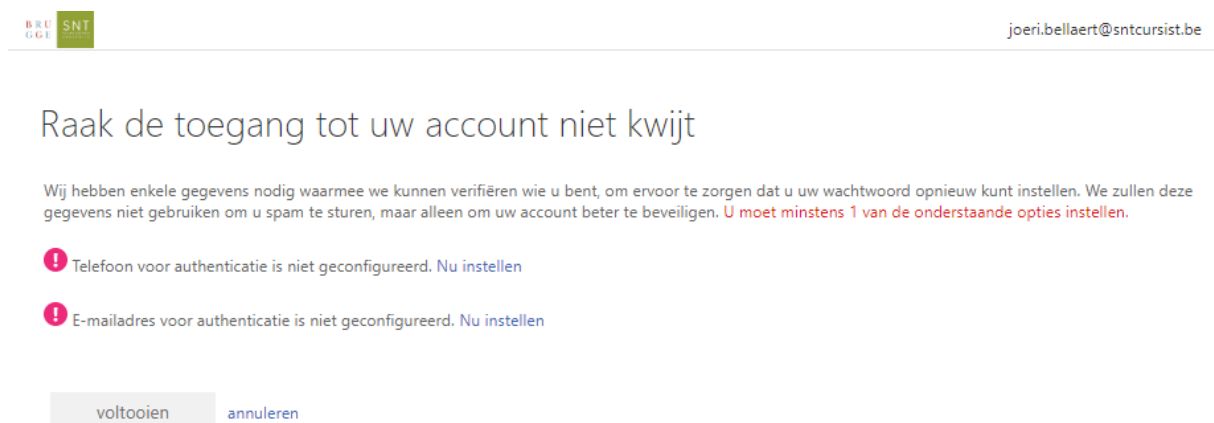 BRU
GGE
SNT
joeri.bellaert@sntcursist.be
Raak de toegang tot uw account niet kwijt
Wij hebben enkele gegevens nodig waarmee we kunnen verifiëren wie u bent, om ervoor te zorgen dat u uw wachtwoord opnieuw kunt instellen. We zullen deze
gegevens niet gebruiken om u spam te sturen, maar alleen om uw account beter te beveiligen. U moet minstens 1 van de onderstaande opties instellen.
! Telefoon voor authenticatie is niet geconfigureerd. Nu instellen
! E-mailadres voor authenticatie is niet geconfigureerd. Nu instellen
voltooien annuleren